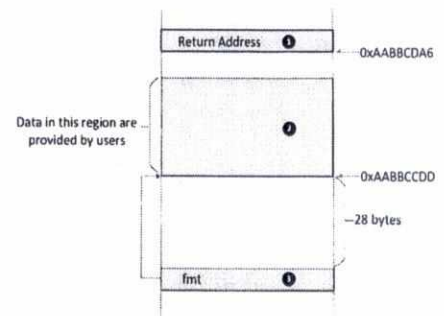 Return Address
0xAABBCDA6
Data in this region are
provided by users
0xAABBCCDD
28 bytes
fmt